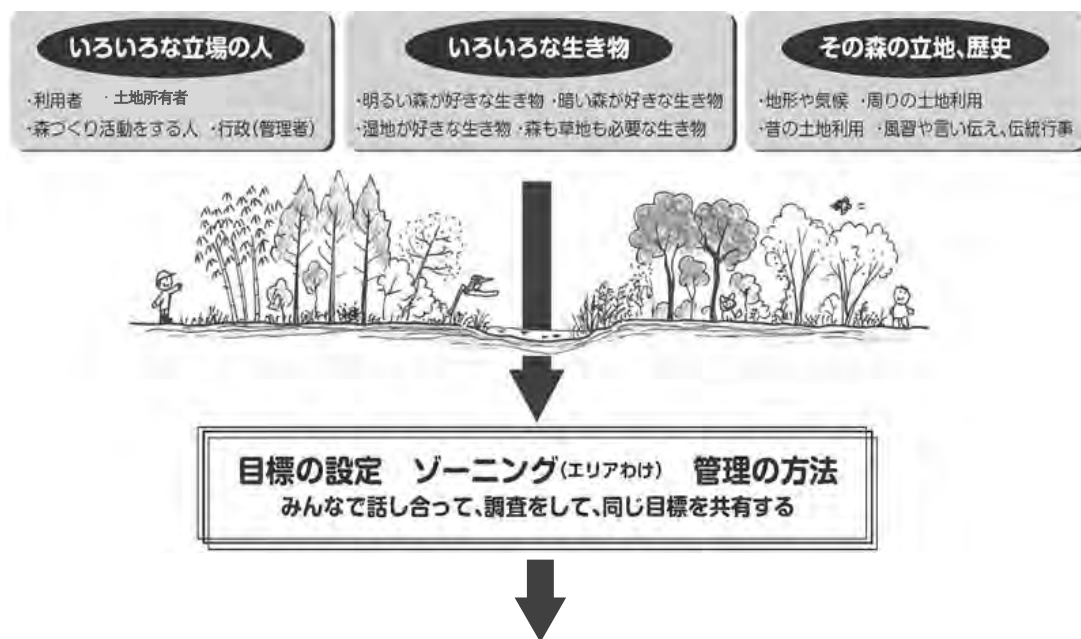 いろいろな立場の人
・利用者 ・土地所有者
・森づくり活動をする人 ・行政(管理者)
いろいろな生き物
・明るい森が好きな生き物 ・暗い森が好きな生き物
・湿地が好きな生き物 ・森も草地も必要な生き物
その森の立地、歴史
・地形や気候 ・周りの土地利用
・昔の土地利用 ・風習や言い伝え、伝統行事
目標の設定 ゾーニング(エリアわけ) 管理の方法
みんなで話し合って、調査をして、同じ目標を共有する